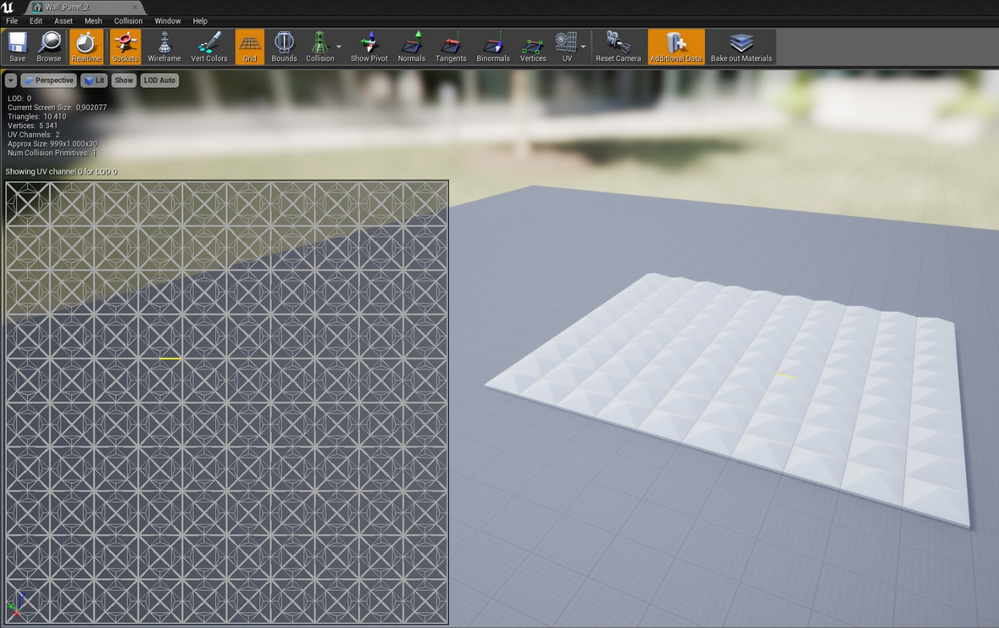 Wall_Panel_2
File Edit Asset Mesh Collision Window Help
Save Browse Realtime Sockets Wireframe Vert Colors Grid Bounds Collision Show Pivot Normals Tangents Binormals Vertices UV Reset Camera Additional Data Bake out Materials
Perspective Lit Show LOD Auto
LOD: 0
Current Screen Size: 0,902077
Triangles: 10 410
Vertices: 5 341
UV Channels: 2
Approx Size: 999x1 000x30
Num Collision Primitives: 1
Showing UV channel 0 for LOD 0